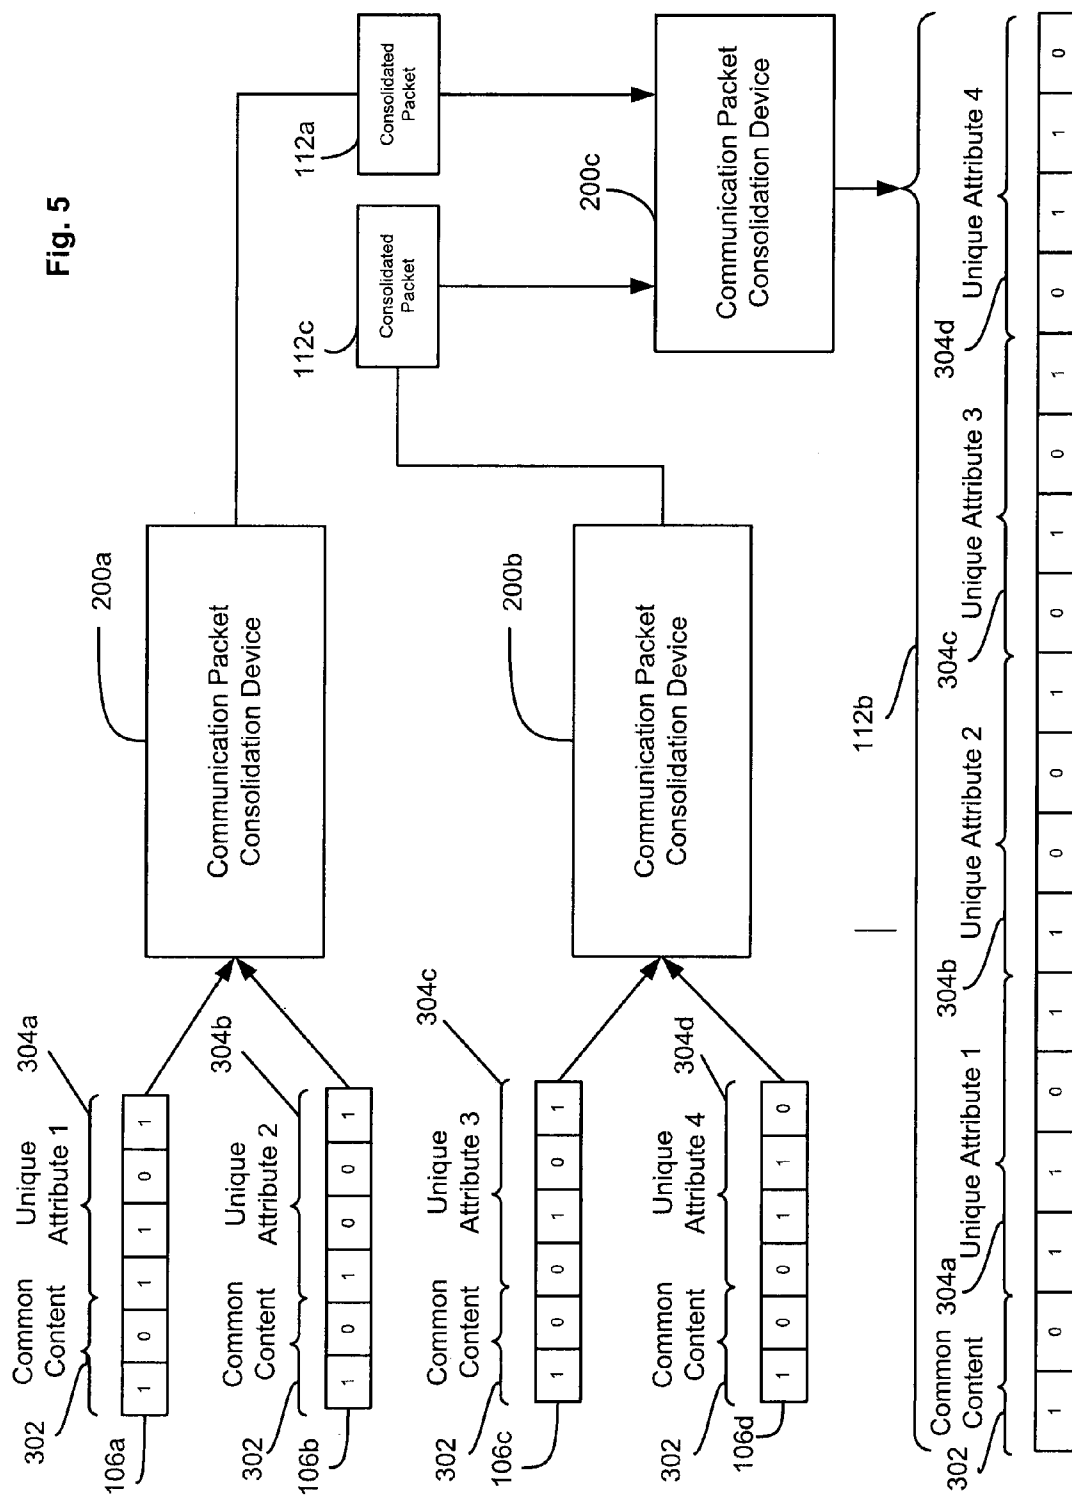 Fig. 5
302
Common
Content
Unique
Attribute 1
304a
106a
1 0 1 1 0 1
200a
Communication Packet
Consolidation Device
302
Common
Content
Unique
Attribute 2
304b
106b
1 0 1 0 0 1
112c
Consolidated
Packet
112a
Consolidated
Packet
302
Common
Content
Unique
Attribute 3
304c
106c
1 0 0 1 0 1
200b
Communication Packet
Consolidation Device
200c
Communication Packet
Consolidation Device
302
Common
Content
Unique
Attribute 4
304d
106d
1 0 0 1 1 0
112b
302
Common
Content
304a
Unique Attribute 1
304b
Unique Attribute 2
304c
Unique Attribute 3
304d
Unique Attribute 4
1 0 1 1 0 1 1 0 0 1 0 1 0 1 0 1 1 0